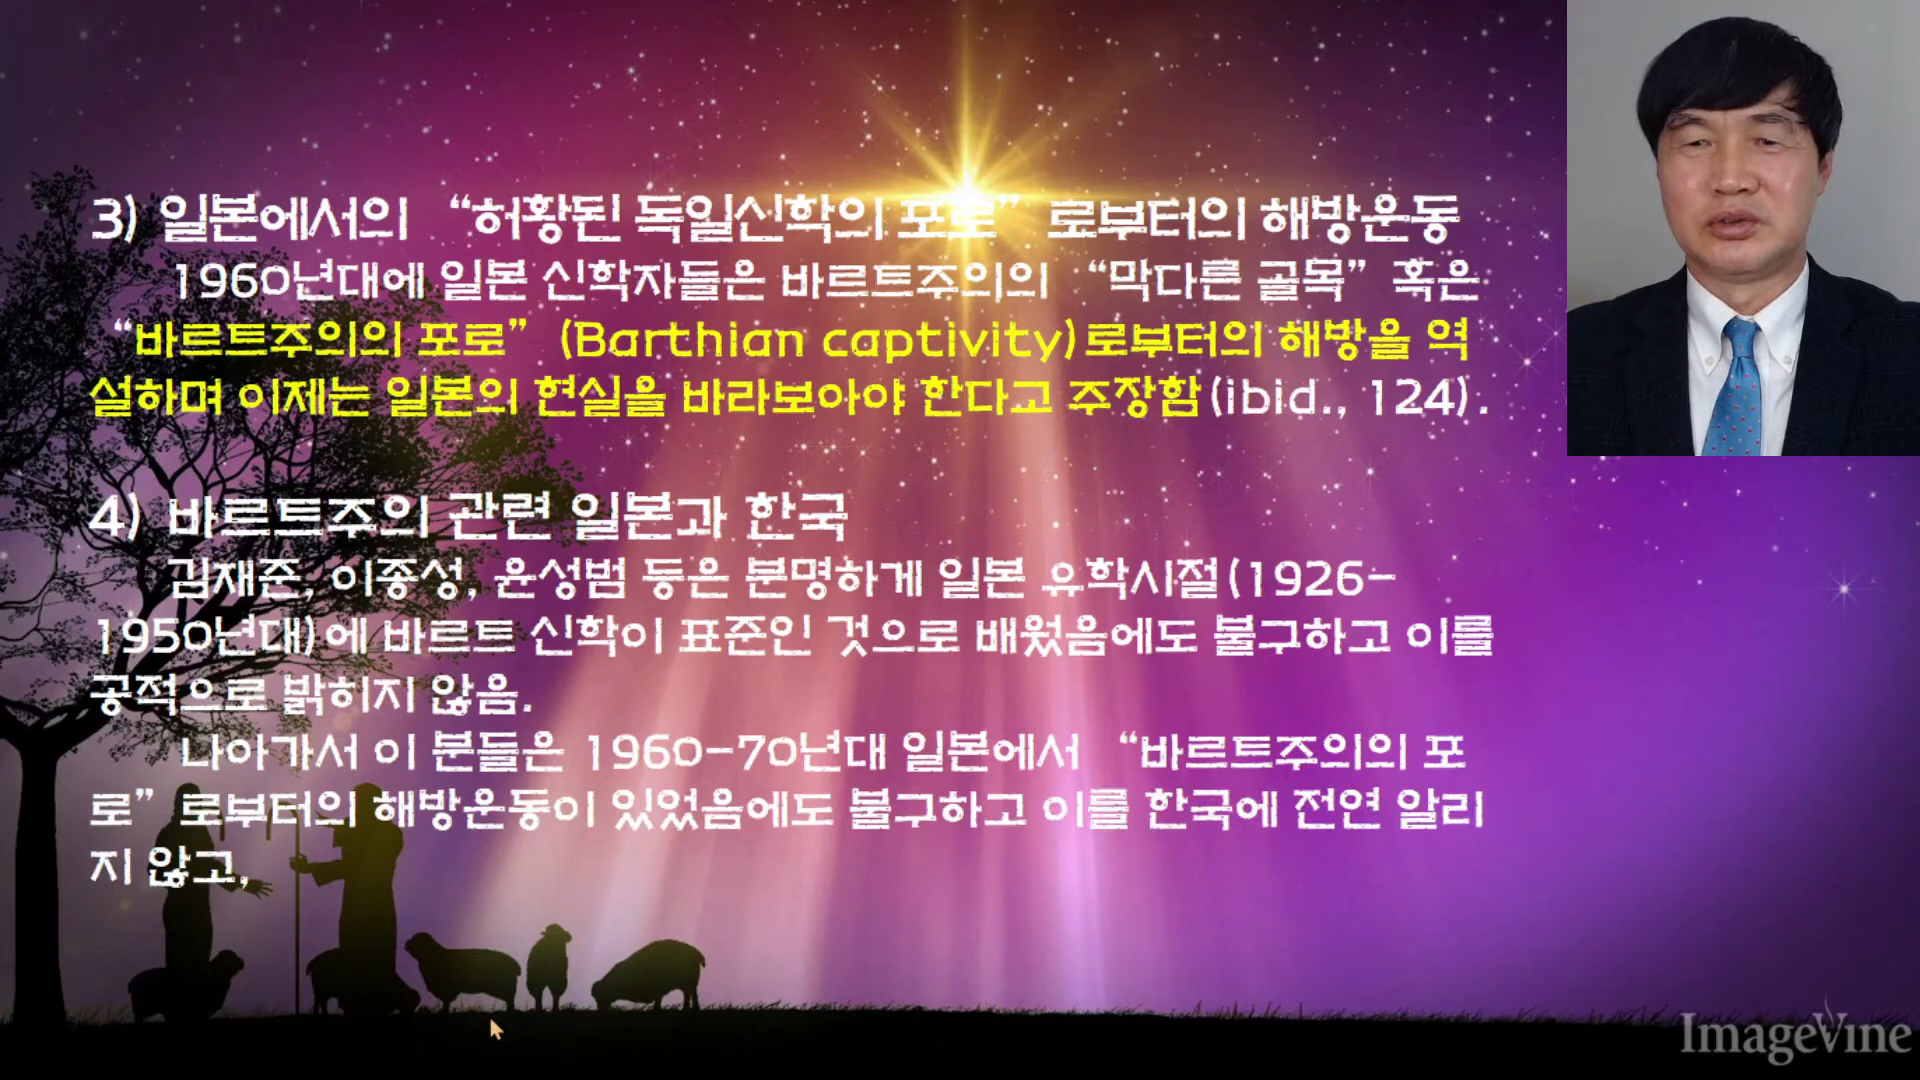 3) 일본에서의 “허황된 독일신학의 포로” 로부터의 해방운동
1960년대에 일본 신학자들은 바르트주의의 “막다른 골목” 혹은
“바르트주의의 포로” (Barthian captivity)로부터의 해방을 역
설하며 이제는 일본의 현실을 바라보아야 한다고 주장함(ibid., 124).
4) 바르트주의 관련 일본과 한국
김재준, 이종성, 윤성범 등은 분명하게 일본 유학시절(1926-
1950년대)에 바르트 신학이 표준인 것으로 배웠음에도 불구하고 이를
공적으로 밝히지 않음.
나아가서 이 분들은 1960-70년대 일본에서 “바르트주의의 포
로” 로부터의 해방운동이 있었음에도 불구하고 이를 한국에 전연 알리
지 않고,
ImageVine